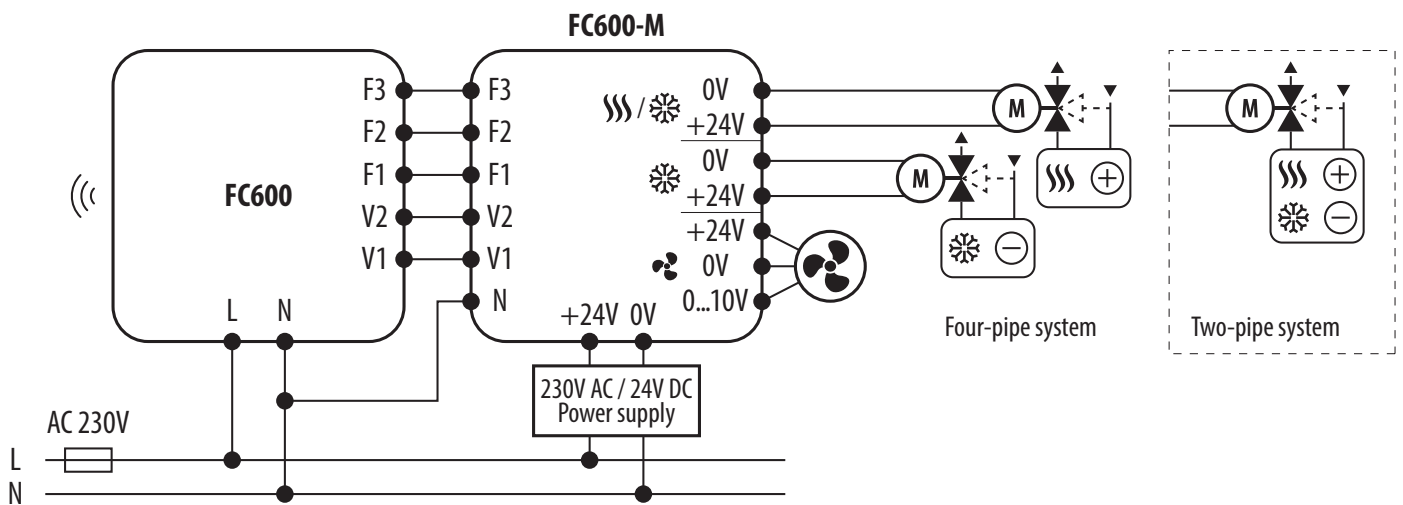 FC600-M
FC600
F3
F2
F1
V2
V1
L
N
F3
F2
F1
V2
V1
N
/
0V
+24V
0V
+24V
+24V
0V
0...10V
+24V 0V
230V AC / 24V DC
Power supply
M
M
Four-pipe system
M
Two-pipe system
AC 230V
L
N